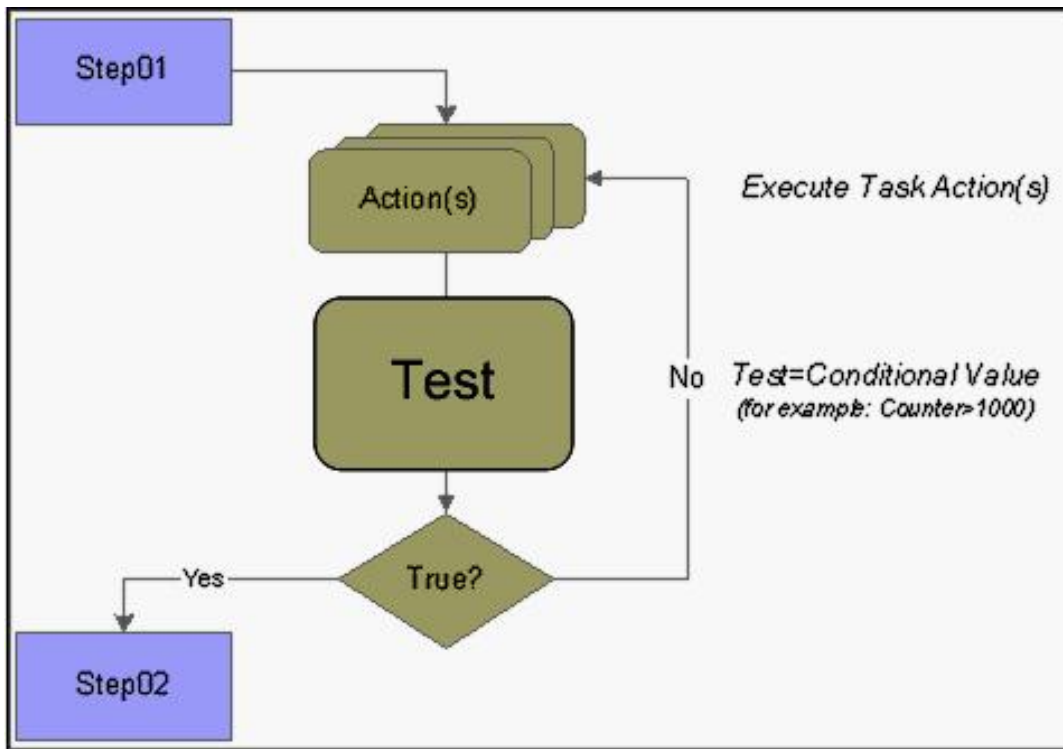 Step01
Action(s)
Execute Task Action(s)
Test
No
Test=Conditional Value
(for example: Counter>1000)
Yes
True?
Step02